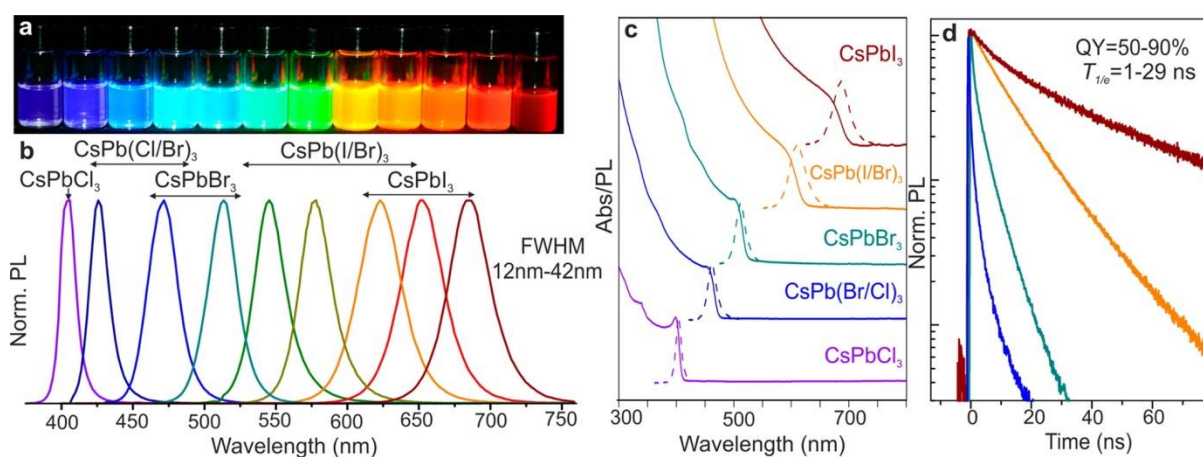 a
b
CsPb(Cl/Br)₃
CsPb(I/Br)₃
CsPbCl₃
CsPbBr₃
CsPbI₃
FWHM
12nm-42nm
Norm. PL
400 450 500 550 600 650 700 750
Wavelength (nm)
c
CsPbI₃
CsPb(I/Br)₃
CsPbBr₃
CsPb(Br/Cl)₃
CsPbCl₃
Abs/PL
300 500 700
Wavelength (nm)
d
QY=50-90%
T1/e=1-29 ns
Norm. PL
0 20 40 60
Time (ns)